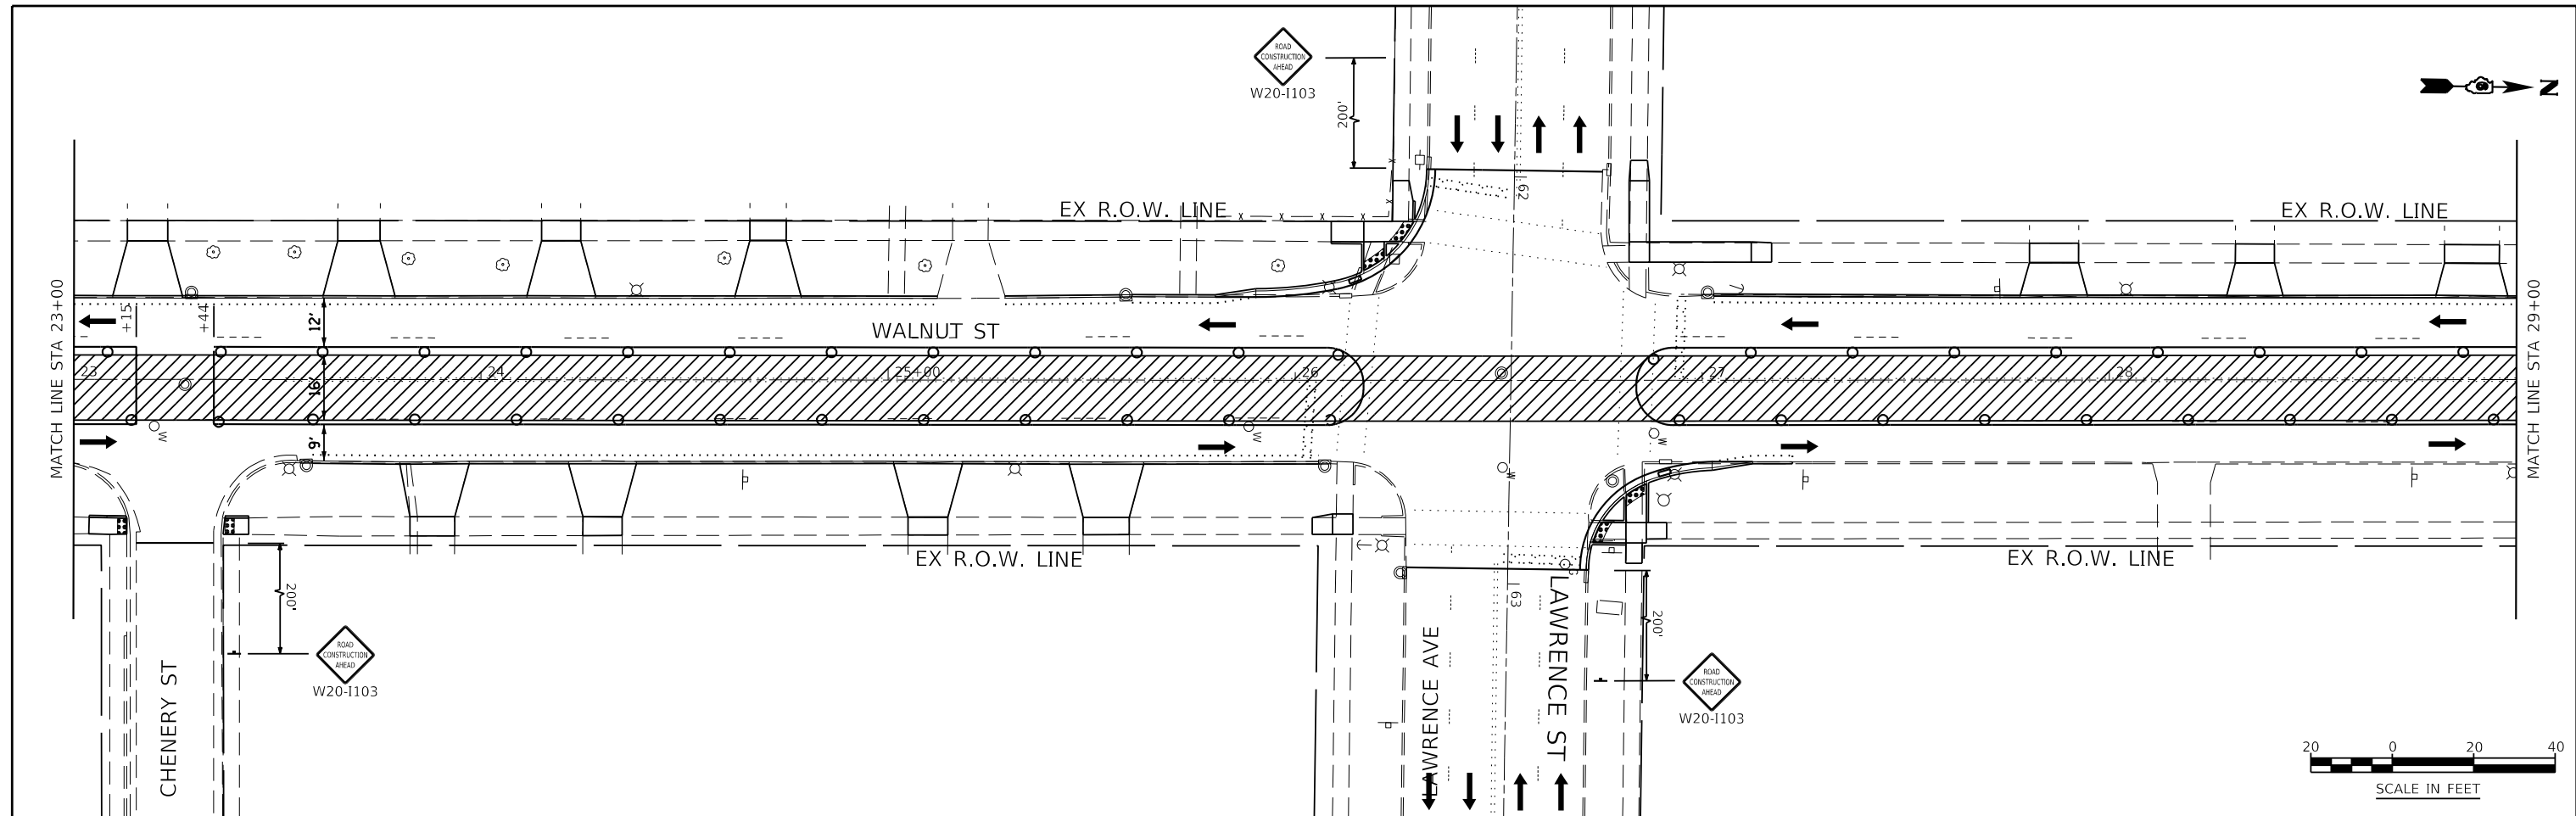 ROAD
CONSTRUCTION
AHEAD
W20-I103
200'
N
62
EX R.O.W. LINE
EX R.O.W. LINE
MATCH LINE STA 23+00
+15
+44
12'
WALNUT ST
MATCH LINE STA 29+00
23
24
25+00
26
27
28
16'
9'
W
W
W
W
EX R.O.W. LINE
EX R.O.W. LINE
200'
ROAD
CONSTRUCTION
AHEAD
W20-I103
CHENERY ST
63
LAWRENCE AVE
LAWRENCE ST
200'
ROAD
CONSTRUCTION
AHEAD
W20-I103
20 0 20 40
SCALE IN FEET